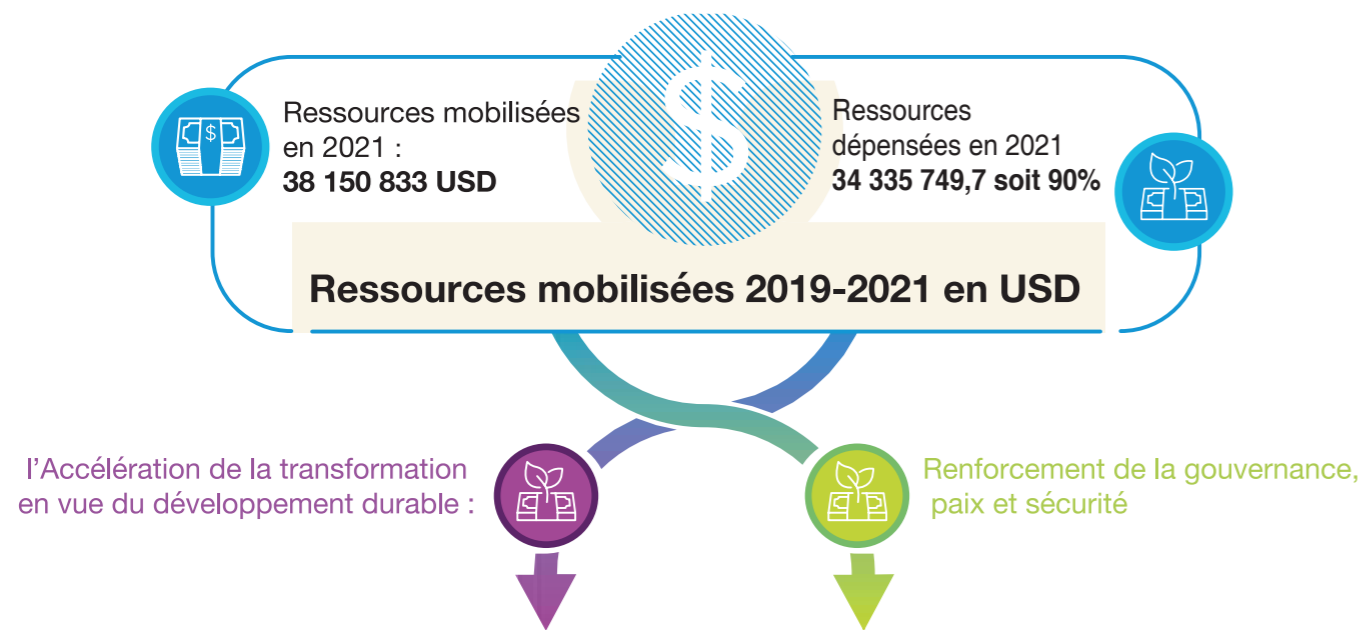 $
Ressources mobilisées
en 2021 :
38 150 833 USD
$
Ressources
dépensées en 2021
34 335 749,7 soit 90%
Ressources mobilisées 2019-2021 en USD
l’Accélération de la transformation
en vue du développement durable :
Renforcement de la gouvernance,
paix et sécurité